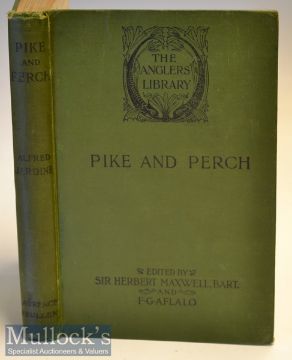 PIKE
AND
PERCH
ALFRED
JARDINE
LAWRENCE
& BULLEN
THE
ANGLERS'
LIBRARY
PIKE AND PERCH
EDITED BY
SIR HERBERT MAXWELL, BART.
AND
F·G·AFLALO
Mullock's
Specialist Auctioneers & Valuers